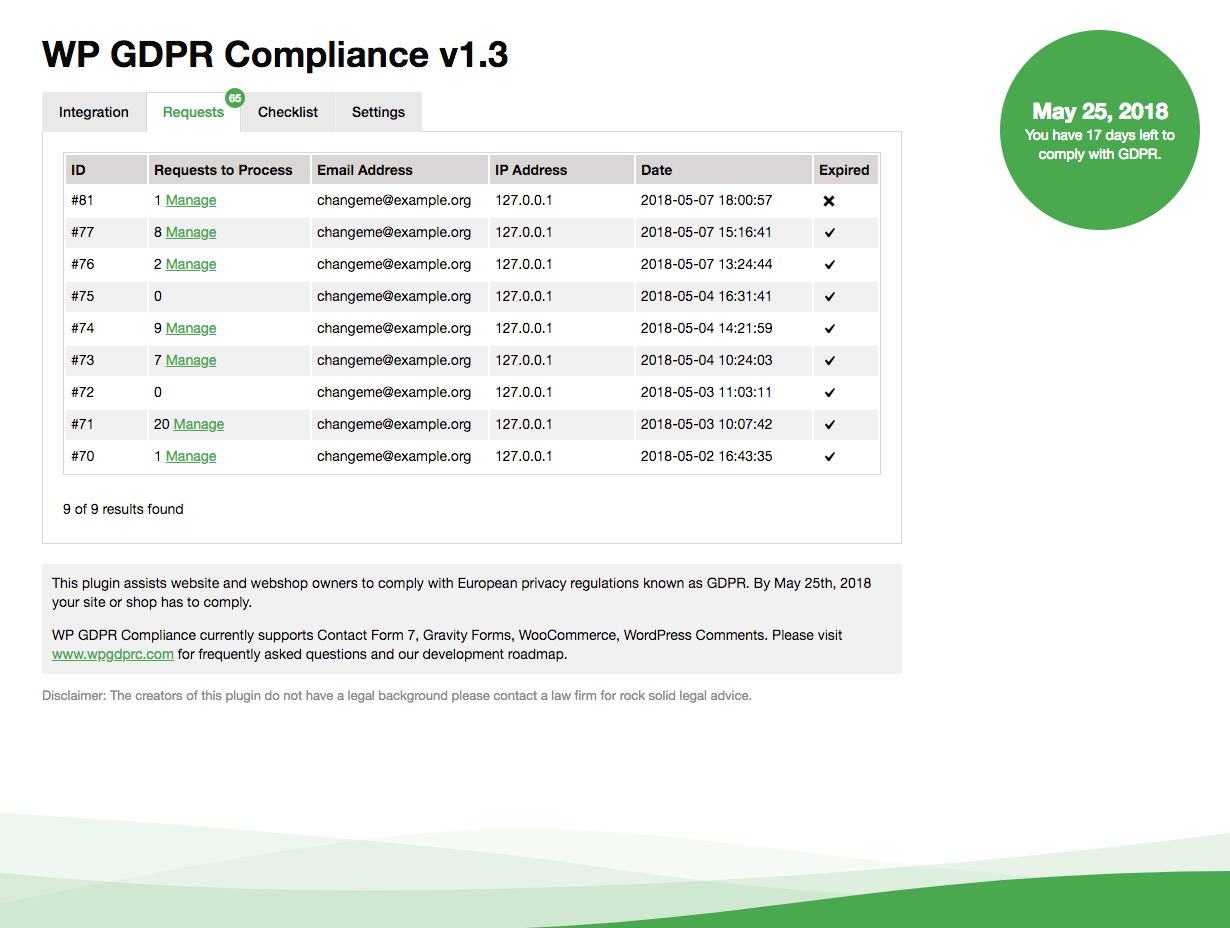 WP GDPR Compliance v1.3
May 25, 2018
You have 17 days left to
comply with GDPR.
Integration Requests 65 Checklist Settings
ID Requests to Process Email Address IP Address Date Expired
#81 1 Manage changeme@example.org 127.0.0.1 2018-05-07 18:00:57 ✖
#77 8 Manage changeme@example.org 127.0.0.1 2018-05-07 15:16:41 ✔
#76 2 Manage changeme@example.org 127.0.0.1 2018-05-07 13:24:44 ✔
#75 0 changeme@example.org 127.0.0.1 2018-05-04 16:31:41 ✔
#74 9 Manage changeme@example.org 127.0.0.1 2018-05-04 14:21:59 ✔
#73 7 Manage changeme@example.org 127.0.0.1 2018-05-04 10:24:03 ✔
#72 0 changeme@example.org 127.0.0.1 2018-05-03 11:03:11 ✔
#71 20 Manage changeme@example.org 127.0.0.1 2018-05-03 10:07:42 ✔
#70 1 Manage changeme@example.org 127.0.0.1 2018-05-02 16:43:35 ✔
9 of 9 results found
This plugin assists website and webshop owners to comply with European privacy regulations known as GDPR. By May 25th, 2018
your site or shop has to comply.
WP GDPR Compliance currently supports Contact Form 7, Gravity Forms, WooCommerce, WordPress Comments. Please visit
www.wpgdprc.com for frequently asked questions and our development roadmap.
Disclaimer: The creators of this plugin do not have a legal background please contact a law firm for rock solid legal advice.